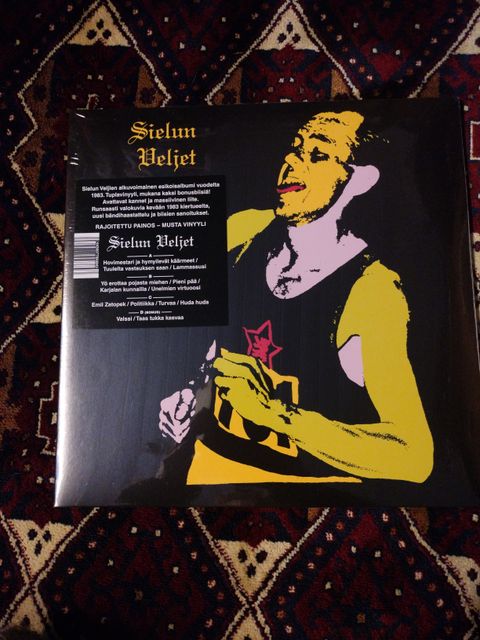 Sielun
Veljet
Sielun Veljien alkuvoimainen esikoisalbumi vuodelta
1983. Tuplavinyyli, mukana kaksi bonusbiisiä!
Avattavat kannet ja massiivinen liite.
Runsaasti valokuvia kevään 1983 kiertueelta,
uusi bändihaastattelu ja biisien sanoitukset.
RAJOITETTU PAINOS – MUSTA VINYYLI
Sielun Veljet
A
Hovimestari ja hymyilevät käärmeet /
Tuulelta vastauksen saan / Lammassusi
B
Yö erottaa pojasta miehen / Pieni pää /
Karjalan kunnailla / Unelmien virtuoosi
C
Emil Zatopek / Politiikka / Turvaa / Huda huda
D (BONUS)
Valssi / Taas tukka kasvaa